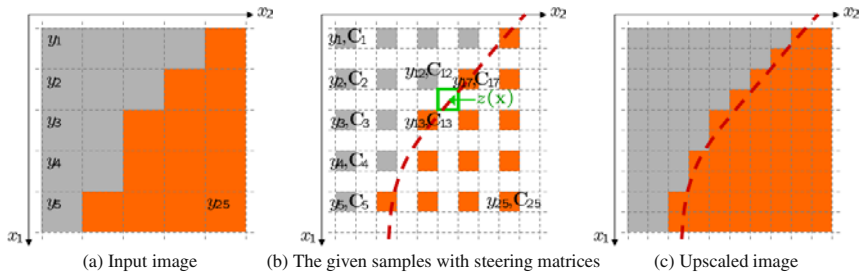 x₂ x₂ x₂
y₁ y₁,C₁
y₂ y₂,C₂ y₁₂,C₁₂ y₁₇,C₁₇
z(x)
y₃ y₃,C₃ y₁₃,C₁₃
y₄ y₄,C₄
y₅ y₂₅ y₅,C₅ y₂₅,C₂₅
x₁ x₁ x₁
(a) Input image (b) The given samples with steering matrices (c) Upscaled image